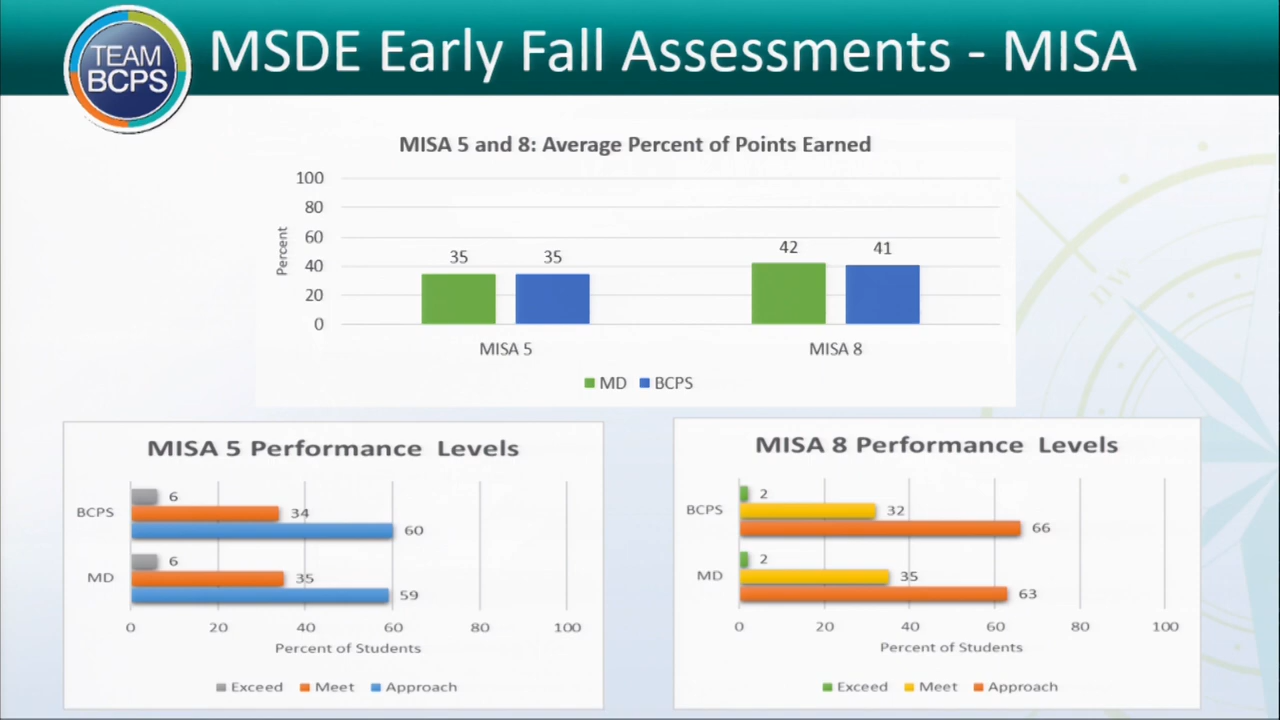 TEAM
BCPS
MSDE Early Fall Assessments - MISA
MISA 5 and 8: Average Percent of Points Earned
Percent
100
80
60
40
20
0
35
35
42
41
MISA 5
MISA 8
MD
BCPS
MISA 5 Performance Levels
BCPS
6
34
60
MD
6
35
59
0 20 40 60 80 100
Percent of Students
Exceed Meet Approach
MISA 8 Performance Levels
BCPS
2
32
66
MD
2
35
63
0 20 40 60 80 100
Percent of Students
Exceed Meet Approach